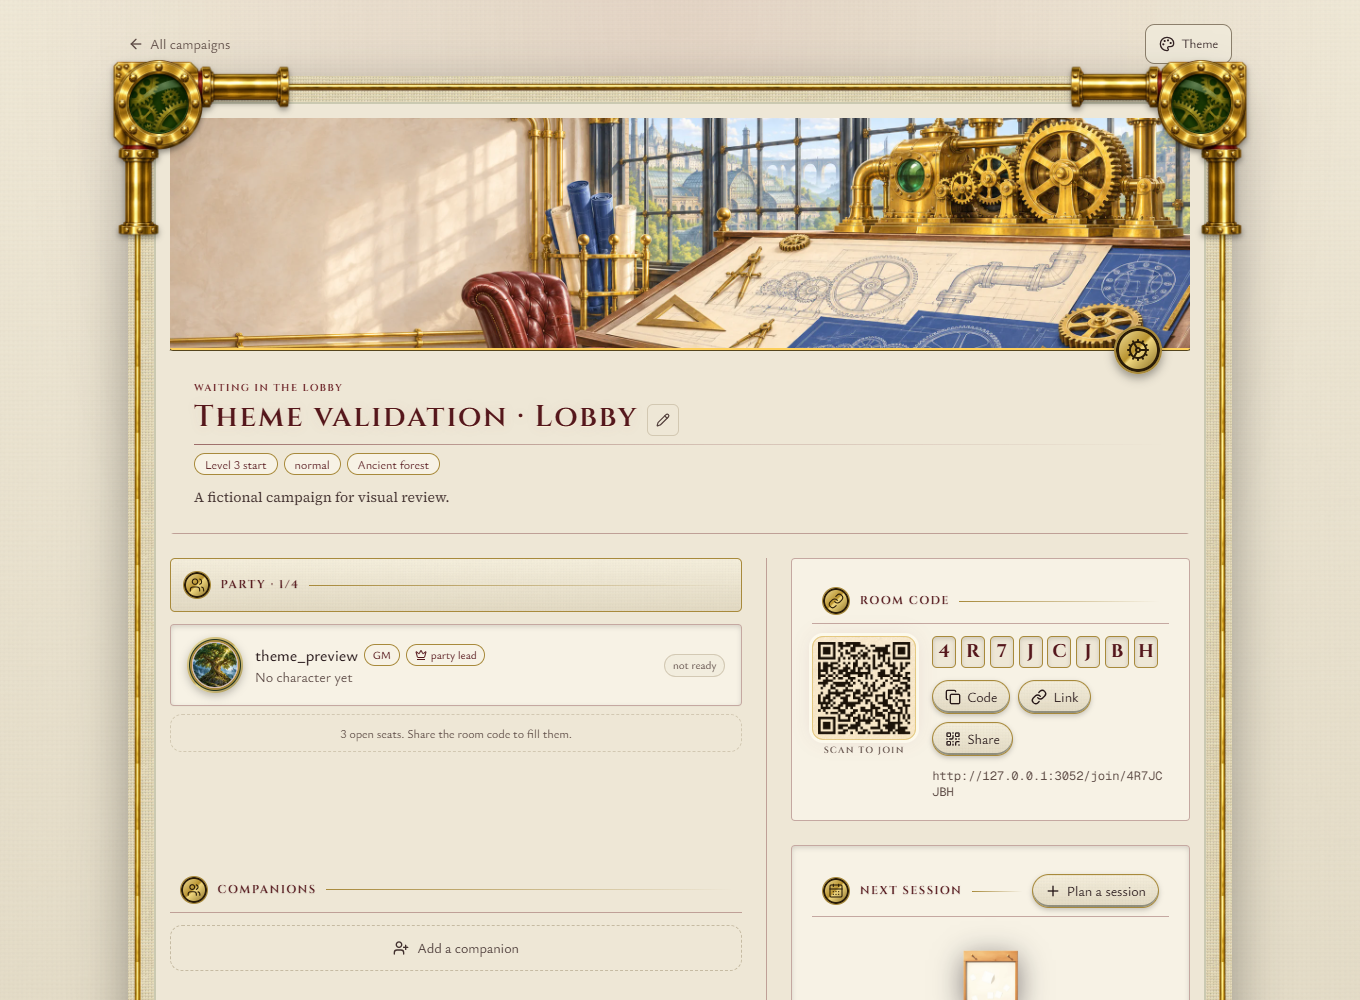 All campaigns
Theme
WAITING IN THE LOBBY
THEME VALIDATION · LOBBY
Level 3 start
normal
Ancient forest
A fictional campaign for visual review.
PARTY · 1/4
theme_preview
GM
party lead
No character yet
not ready
3 open seats. Share the room code to fill them.
COMPANIONS
Add a companion
ROOM CODE
4 R 7 J C J B H
Code
Link
Share
SCAN TO JOIN
http://127.0.0.1:3052/join/4R7JC
JBH
NEXT SESSION
Plan a session